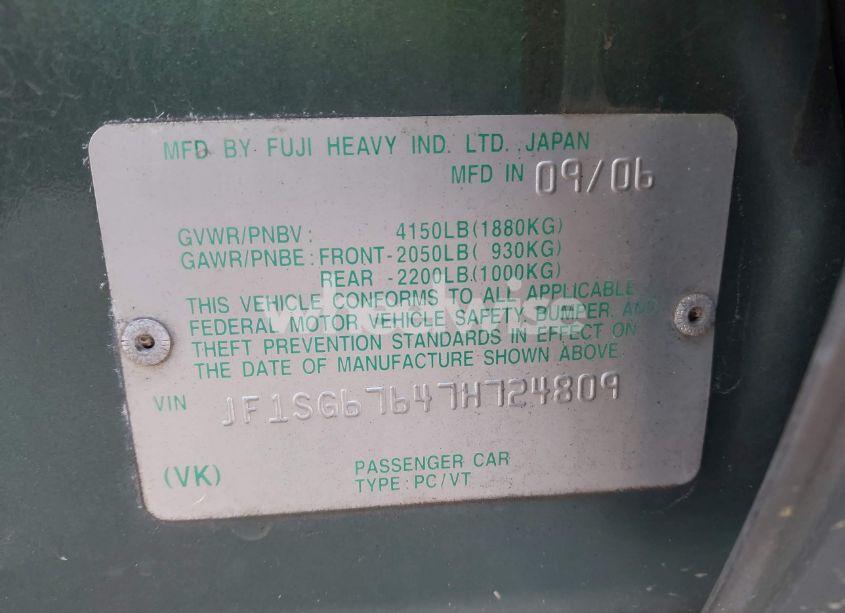 MFD BY FUJI HEAVY IND. LTD. JAPAN
MFD IN 09/06
GVWR/PNBV: 4150LB(1880KG)
GAWR/PNBE: FRONT-2050LB( 930KG)
REAR -2200LB(1000KG)
THIS VEHICLE CONFORMS TO ALL APPLICABLE
FEDERAL MOTOR VEHICLE SAFETY BUMPER, AND
THEFT PREVENTION STANDARDS IN EFFECT ON
THE DATE OF MANUFACTURE SHOWN ABOVE.
VIN JF1SG67647H724809
(VK) PASSENGER CAR
TYPE: PC/VT